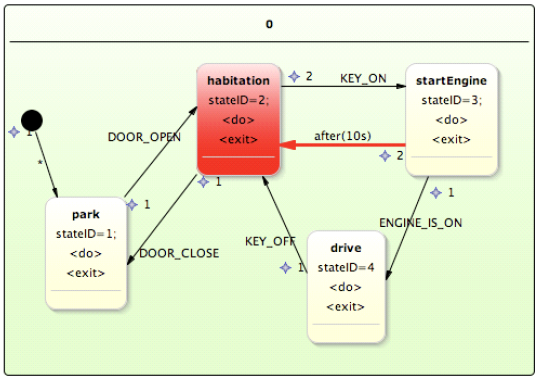 0
habitation
stateID=2;
<do>
<exit>
2
KEY_ON
startEngine
stateID=3;
<do>
<exit>
after(10s)
2
1
*
DOOR_OPEN
1
1
1
park
stateID=1;
<do>
<exit>
DOOR_CLOSE
KEY_OFF
1
ENGINE_IS_ON
drive
stateID=4
<do>
<exit>